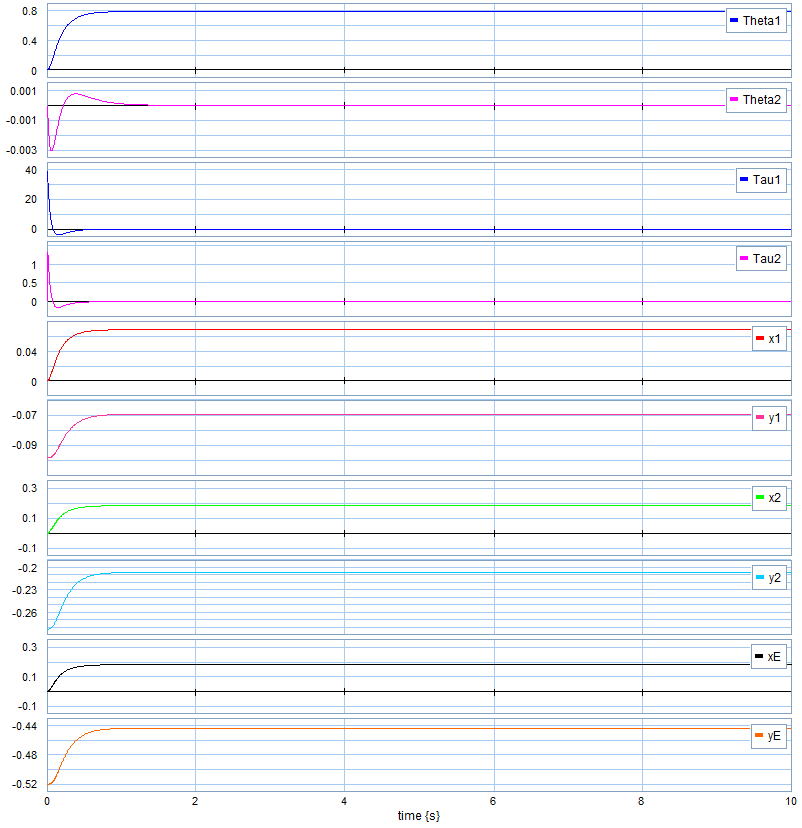 0.8
Theta1
0.4
0
0.001
Theta2
-0.001
-0.003
40
Tau1
20
0
Tau2
1
0.5
0
x1
0.04
0
-0.07
y1
-0.09
0.3
x2
0.1
-0.1
-0.2
y2
-0.23
-0.26
0.3
xE
0.1
-0.1
-0.44
yE
-0.48
-0.52
0 2 4 6 8 10
time {s}